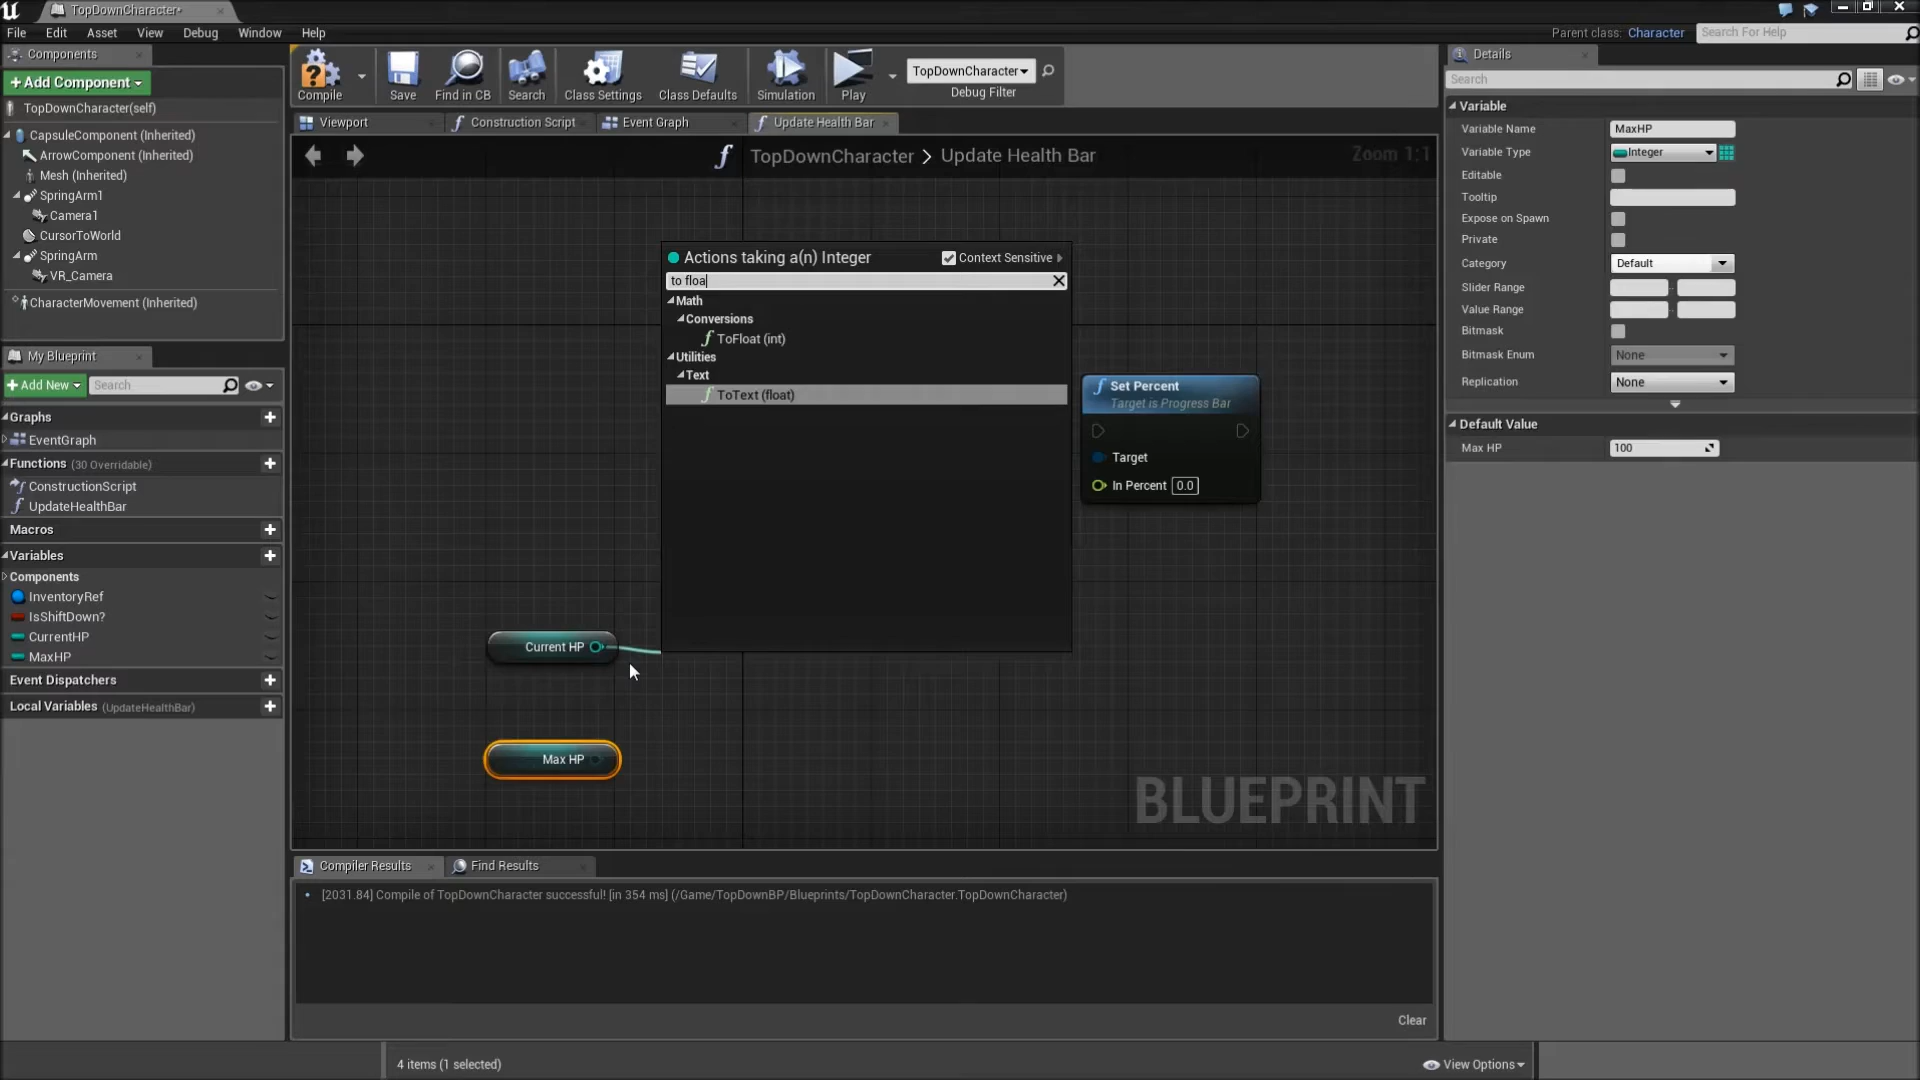 TopDownCharacter*
File Edit Asset View Debug Window Help
Parent class: Character
Search For Help
Components
+Add Component
TopDownCharacter(self)
CapsuleComponent (Inherited)
ArrowComponent (Inherited)
Mesh (Inherited)
SpringArm1
Camera1
CursorToWorld
SpringArm
VR_Camera
CharacterMovement (Inherited)
My Blueprint
+Add New
Search
Graphs
EventGraph
Functions (30 Overridable)
ConstructionScript
UpdateHealthBar
Macros
Variables
Components
InventoryRef
IsShiftDown?
CurrentHP
MaxHP
Event Dispatchers
Local Variables (UpdateHealthBar)
Compile
Save
Find in CB
Search
Class Settings
Class Defaults
Simulation
Play
TopDownCharacter
Debug Filter
Viewport
Construction Script
Event Graph
Update Health Bar
TopDownCharacter > Update Health Bar
Zoom 1:1
Actions taking a(n) Integer
Context Sensitive
to floa
Math
Conversions
ToFloat (int)
Utilities
Text
ToText (float)
Set Percent
Target is Progress Bar
Target
In Percent 0.0
Current HP
Max HP
BLUEPRINT
Compiler Results
Find Results
[2031.84] Compile of TopDownCharacter successful! [in 354 ms] (/Game/TopDownBP/Blueprints/TopDownCharacter.TopDownCharacter)
Clear
4 items (1 selected)
View Options
Details
Search
Variable
Variable Name MaxHP
Variable Type Integer
Editable
Tooltip
Expose on Spawn
Private
Category Default
Slider Range
Value Range
Bitmask
Bitmask Enum None
Replication None
Default Value
Max HP 100